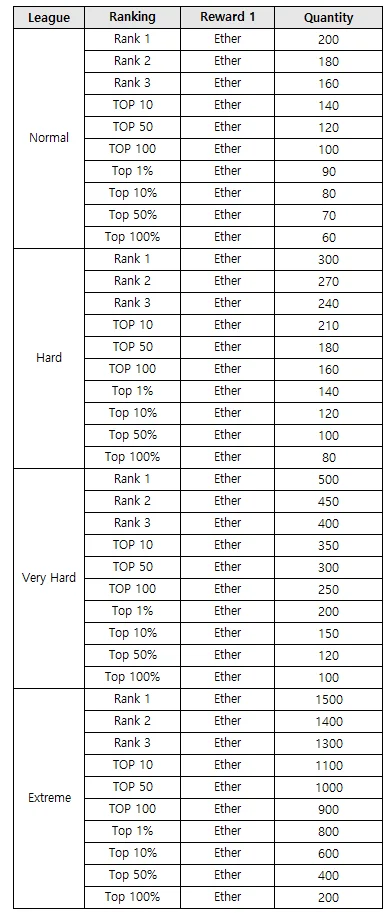 League Ranking Reward 1 Quantity
Normal Rank 1 Ether 200
Rank 2 Ether 180
Rank 3 Ether 160
TOP 10 Ether 140
TOP 50 Ether 120
TOP 100 Ether 100
Top 1% Ether 90
Top 10% Ether 80
Top 50% Ether 70
Top 100% Ether 60
Hard Rank 1 Ether 300
Rank 2 Ether 270
Rank 3 Ether 240
TOP 10 Ether 210
TOP 50 Ether 180
TOP 100 Ether 160
Top 1% Ether 140
Top 10% Ether 120
Top 50% Ether 100
Top 100% Ether 80
Very Hard Rank 1 Ether 500
Rank 2 Ether 450
Rank 3 Ether 400
TOP 10 Ether 350
TOP 50 Ether 300
TOP 100 Ether 250
Top 1% Ether 200
Top 10% Ether 150
Top 50% Ether 120
Top 100% Ether 100
Extreme Rank 1 Ether 1500
Rank 2 Ether 1400
Rank 3 Ether 1300
TOP 10 Ether 1100
TOP 50 Ether 1000
TOP 100 Ether 900
Top 1% Ether 800
Top 10% Ether 600
Top 50% Ether 400
Top 100% Ether 200